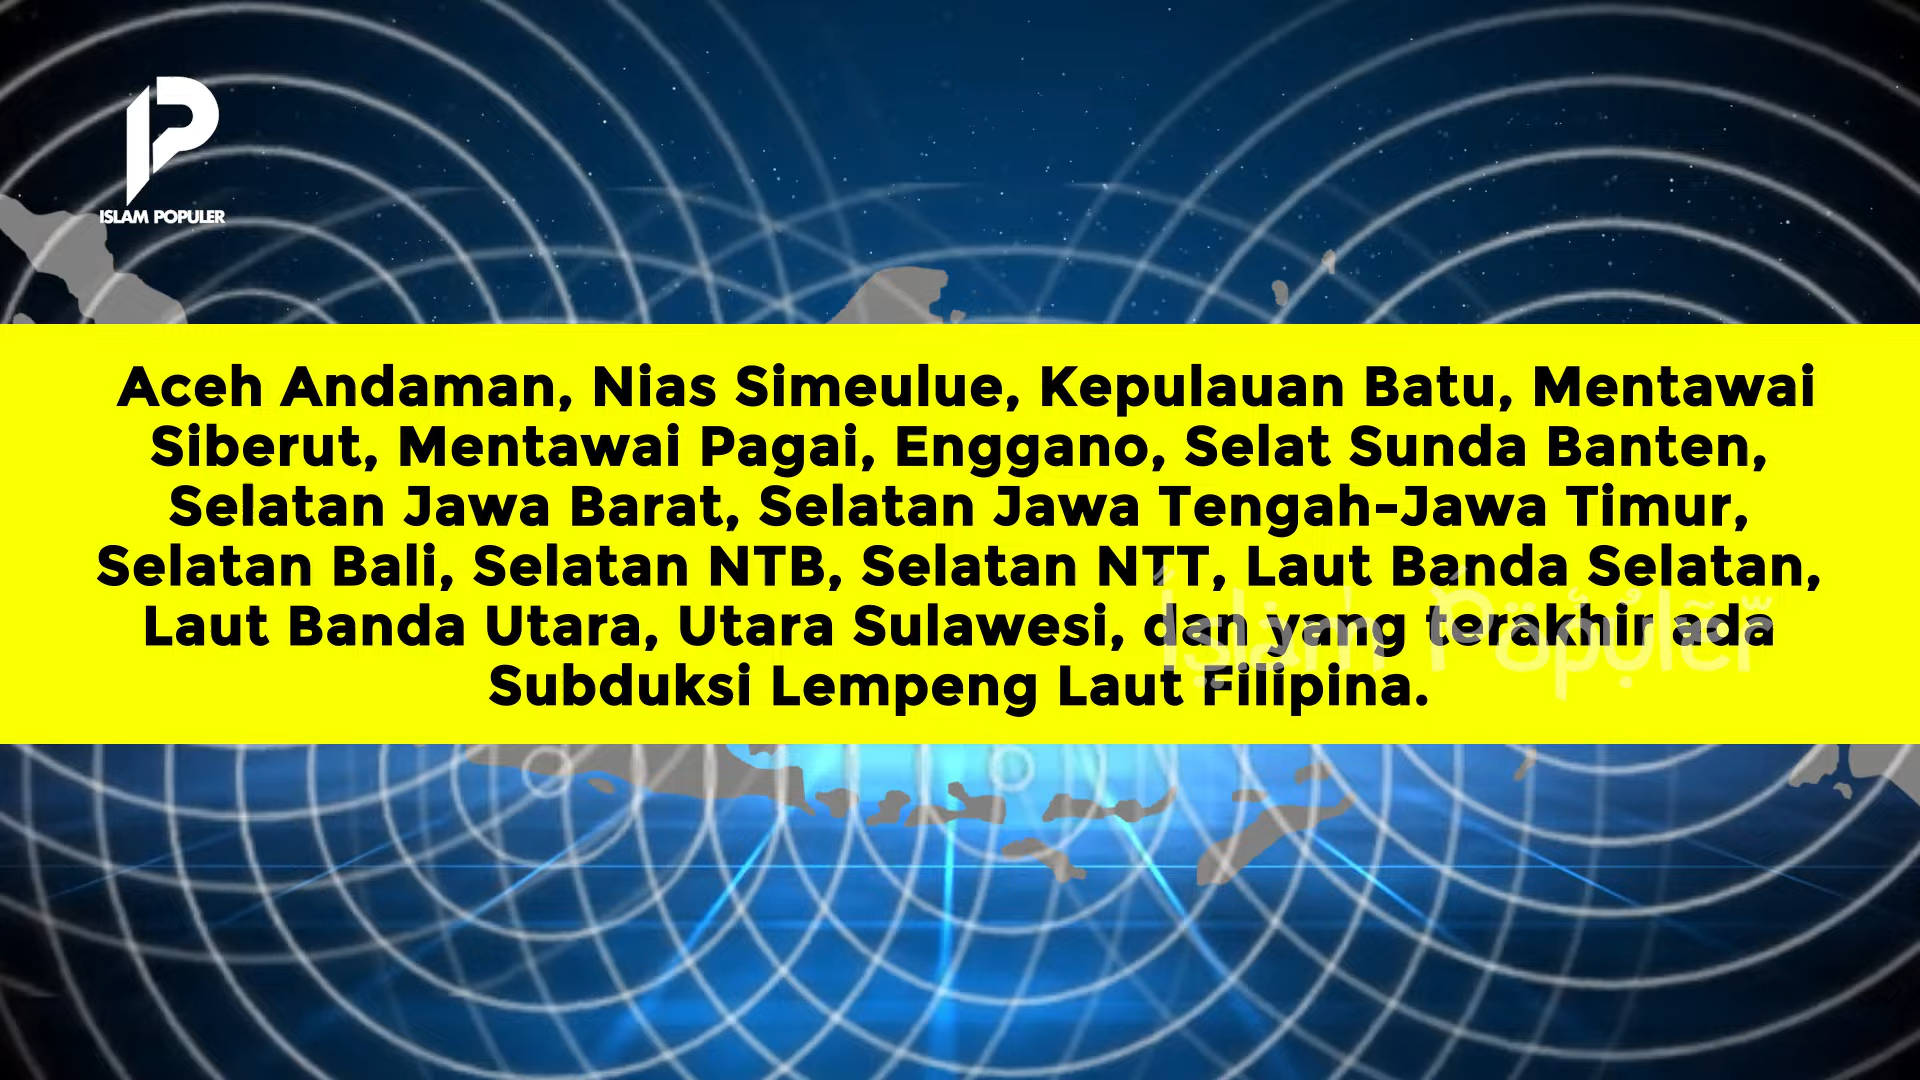 ISLAM POPULER
Aceh Andaman, Nias Simeulue, Kepulauan Batu, Mentawai
Siberut, Mentawai Pagai, Enggano, Selat Sunda Banten,
Selatan Jawa Barat, Selatan Jawa Tengah-Jawa Timur,
Selatan Bali, Selatan NTB, Selatan NTT, Laut Banda Selatan,
Laut Banda Utara, Utara Sulawesi, dan yang terakhir ada
Subduksi Lempeng Laut Filipina.
Islam Populer